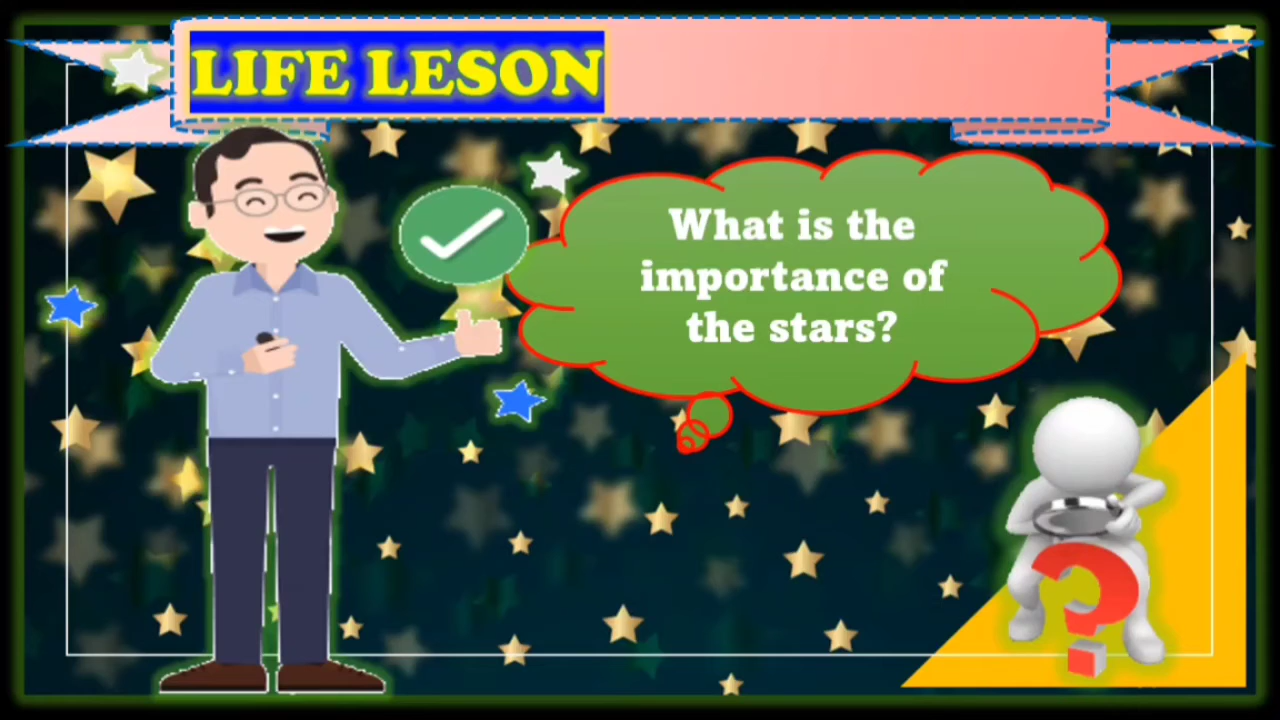 LIFE LESON
What is the
importance of
the stars?